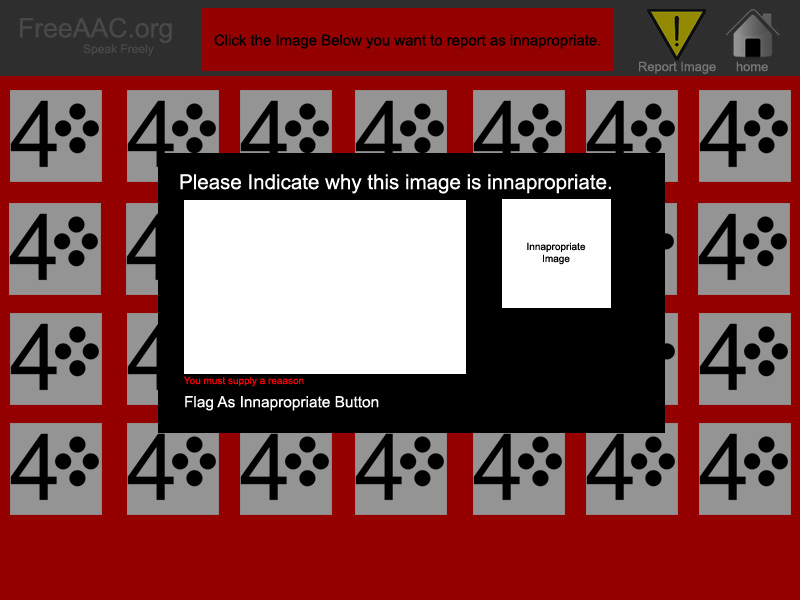 FreeAAC.org
Speak Freely
Click the Image Below you want to report as innapropriate.
Report Image
home
4 4 4 4 4 4 4
Please Indicate why this image is innapropriate.
4 4 4
Innapropriate
Image
4 4 4
You must supply a reaason
Flag As Innapropriate Button
4 4 4 4 4 4 4